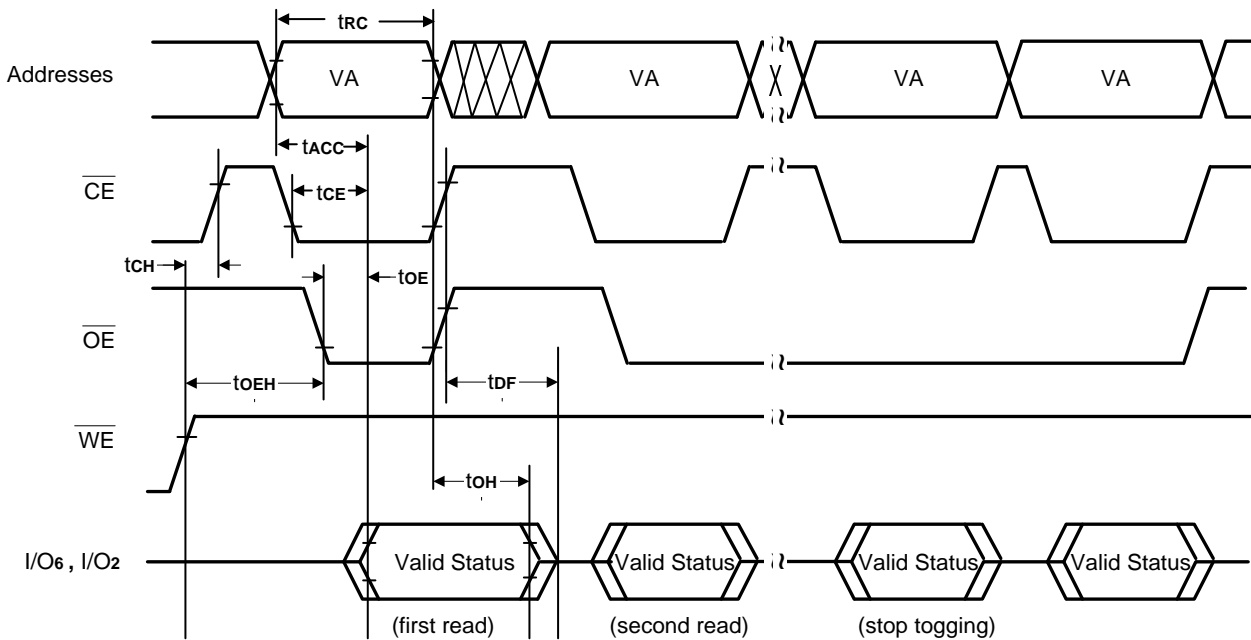 tRC
Addresses VA VA VA VA
tACC
CE tCE
tCH tOE
OE
tOEH tDF
WE
tOH
I/O6 , I/O2 Valid Status Valid Status Valid Status Valid Status
(first read) (second read) (stop togging)